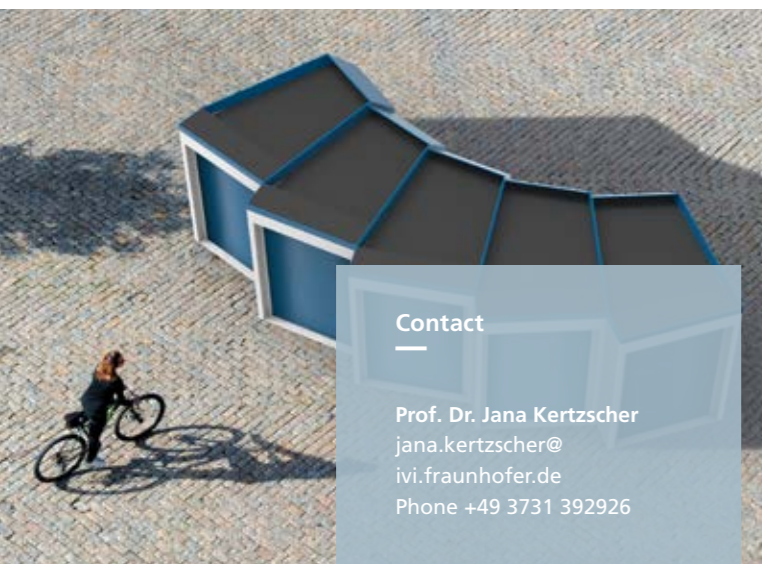 Contact
Prof. Dr. Jana Kertzscher
jana.kertzscher@
ivi.fraunhofer.de
Phone +49 3731 392926